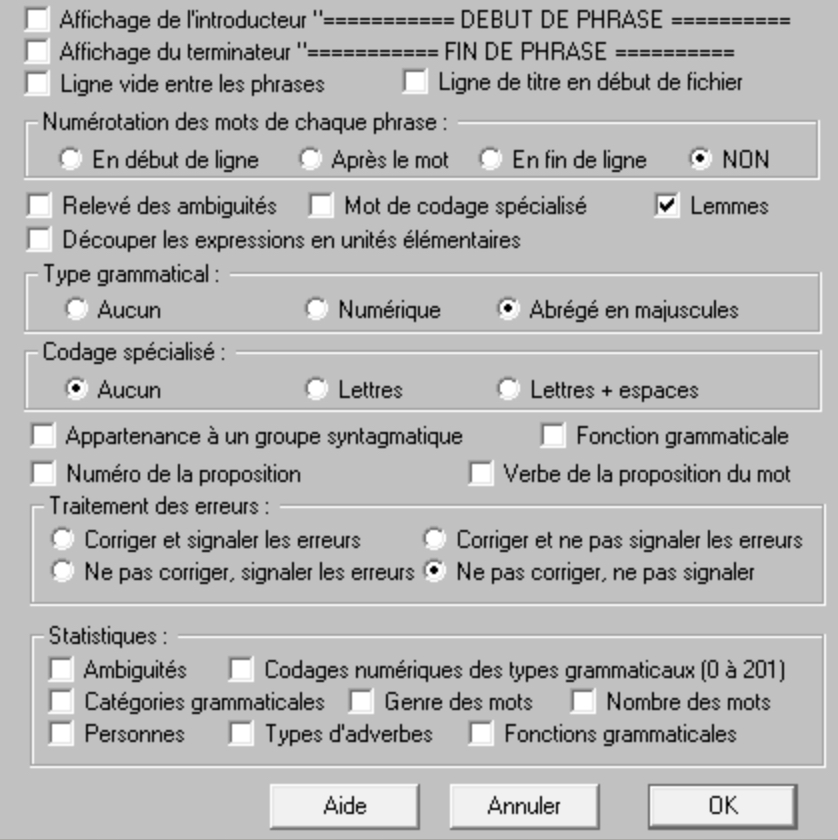 Affichage de l'introducteur "=========== DEBUT DE PHRASE ==========
Affichage du terminateur "=========== FIN DE PHRASE ==========
Ligne vide entre les phrases Ligne de titre en début de fichier
Numérotation des mots de chaque phrase :
En début de ligne Après le mot En fin de ligne NON
Relevé des ambiguités Mot de codage spécialisé Lemmes
Découper les expressions en unités élémentaires
Type grammatical :
Aucun Numérique Abrégé en majuscules
Codage spécialisé :
Aucun Lettres Lettres + espaces
Appartenance à un groupe syntagmatique Fonction grammaticale
Numéro de la proposition Verbe de la proposition du mot
Traitement des erreurs :
Corriger et signaler les erreurs Corriger et ne pas signaler les erreurs
Ne pas corriger, signaler les erreurs Ne pas corriger, ne pas signaler
Statistiques :
Ambiguités Codages numériques des types grammaticaux (0 à 201)
Catégories grammaticales Genre des mots Nombre des mots
Personnes Types d'adverbes Fonctions grammaticales
Aide Annuler OK